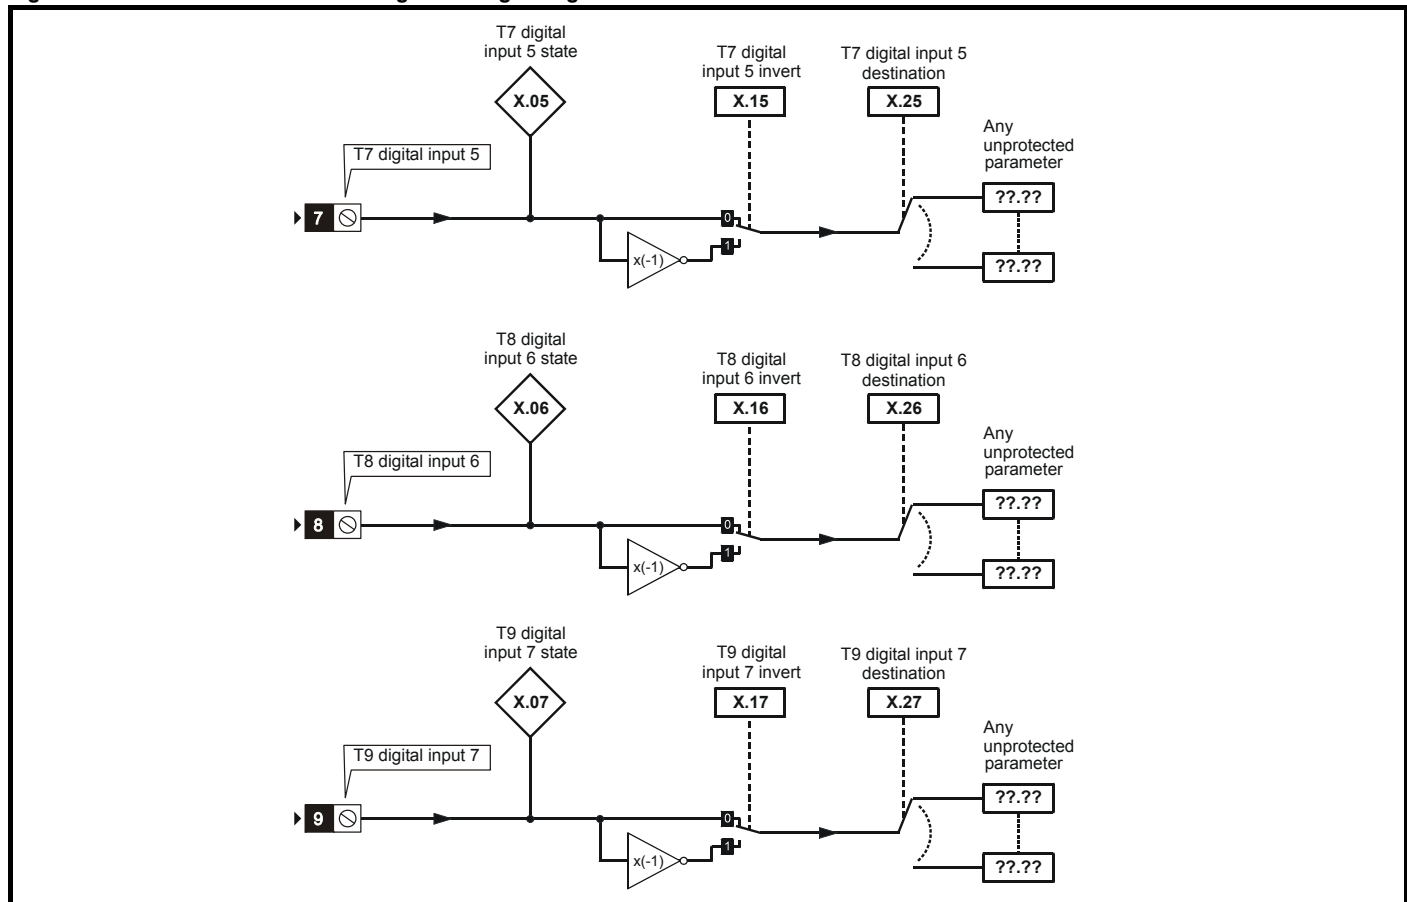 T7 digital
input 5 state
T7 digital
input 5 invert
T7 digital input 5
destination
X.05
X.15
X.25
Any
unprotected
parameter
T7 digital input 5
??.??
7
0
1
x(-1)
??.??
T8 digital
input 6 state
T8 digital
input 6 invert
T8 digital input 6
destination
X.06
X.16
X.26
Any
unprotected
parameter
T8 digital input 6
??.??
8
0
1
x(-1)
??.??
T9 digital
input 7 state
T9 digital
input 7 invert
T9 digital input 7
destination
X.07
X.17
X.27
Any
unprotected
parameter
T9 digital input 7
??.??
9
0
1
x(-1)
??.??